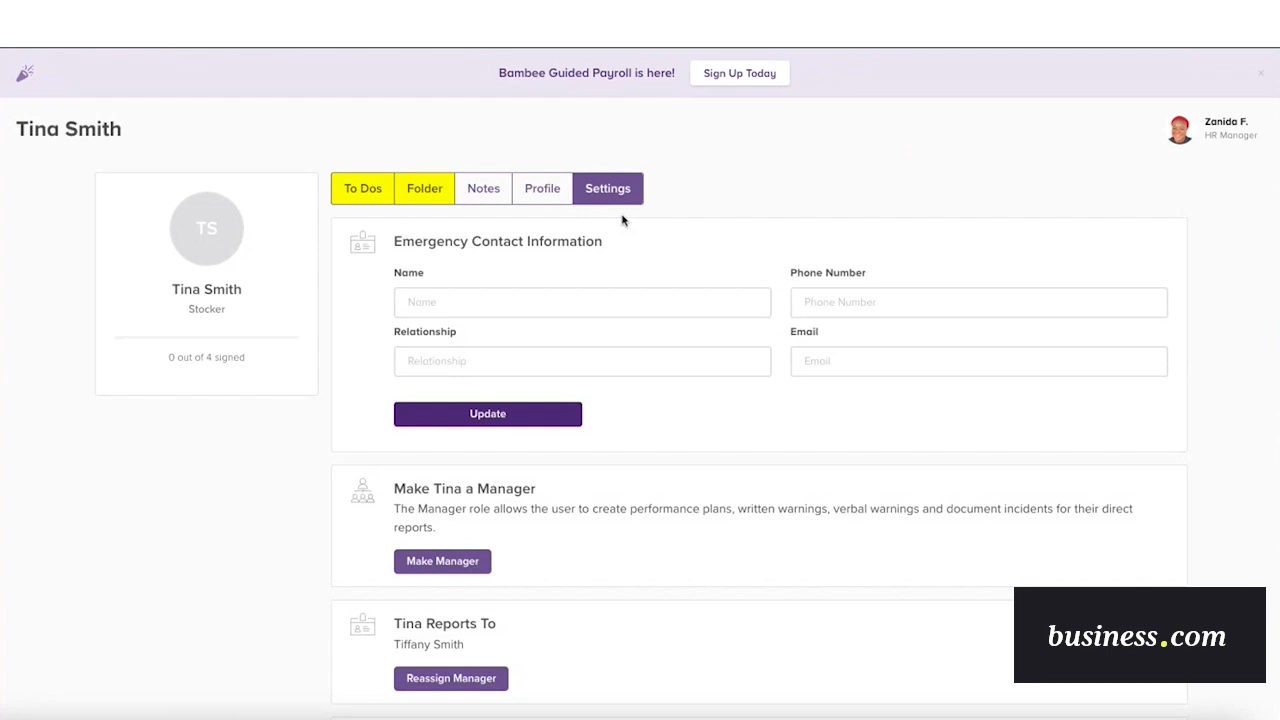 Bambee Guided Payroll is here!
Sign Up Today
×
Tina Smith
Zanida F.
HR Manager
TS
Tina Smith
Stocker
0 out of 4 signed
To Dos
Folder
Notes
Profile
Settings
Emergency Contact Information
Name
Phone Number
Name
Phone Number
Relationship
Email
Relationship
Email
Update
Make Tina a Manager
The Manager role allows the user to create performance plans, written warnings, verbal warnings and document incidents for their direct
reports.
Make Manager
Tina Reports To
Tiffany Smith
Reassign Manager
business.com